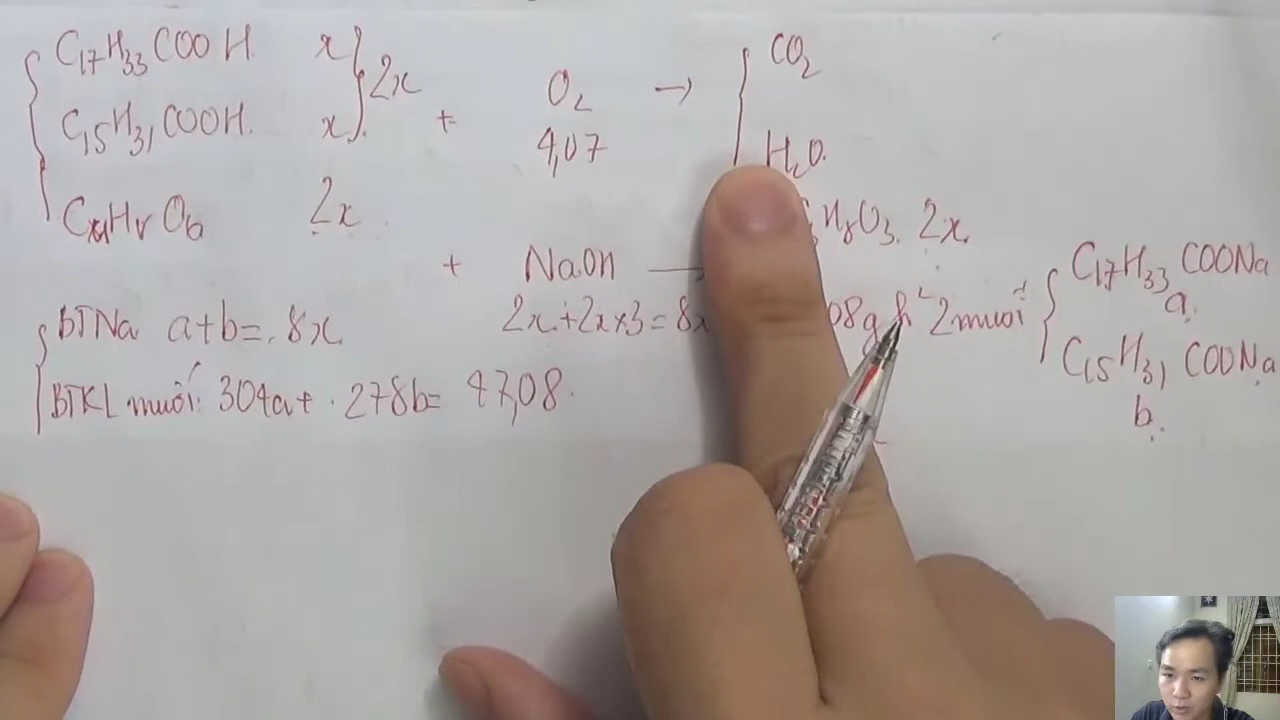 C17H33COOH x
2x + O2 → CO2
C15H31COOH. x
4,07 H2O.
CxHyO6 2x
H8O3. 2x.
+ NaOH →
C17H33COONa
a
BTNa a+b= 8x
2x+2x×3=8x
08g 2 muối
C15H31COONa
BTKL muối: 304a + 278b= 47,08
b